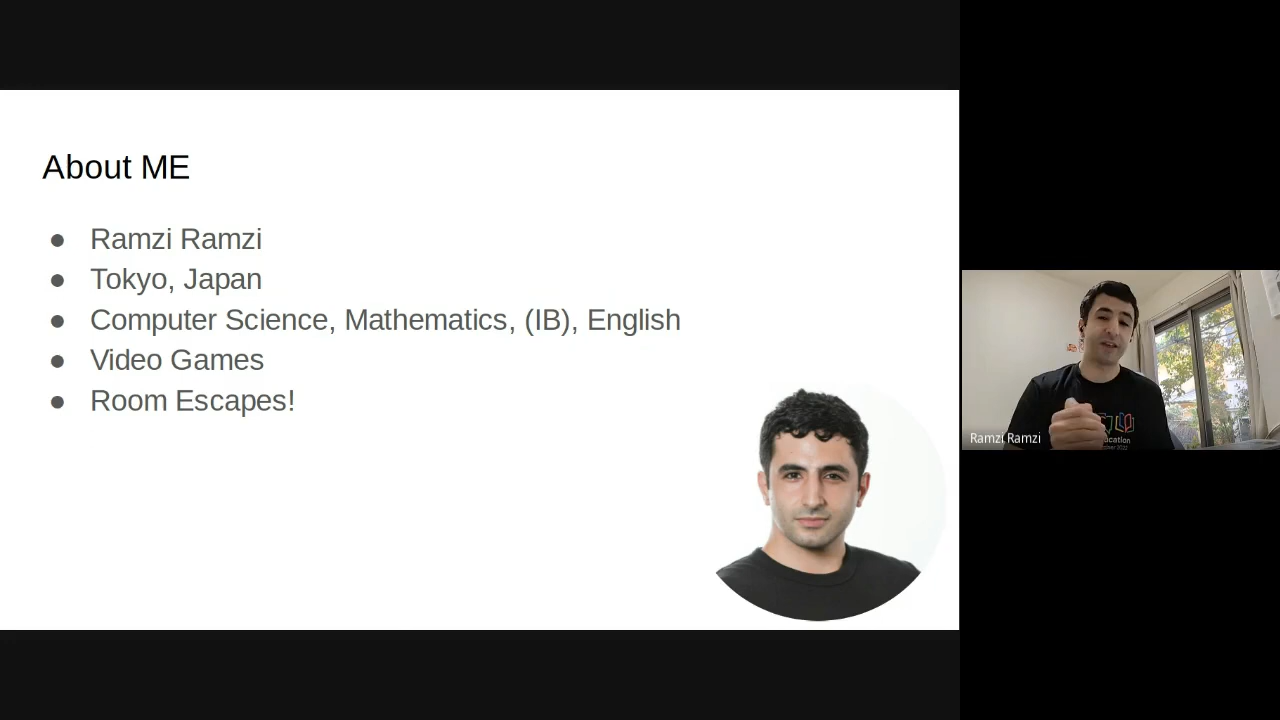 About ME
● Ramzi Ramzi
● Tokyo, Japan
● Computer Science, Mathematics, (IB), English
● Video Games
● Room Escapes!
Ramzi Ramzi